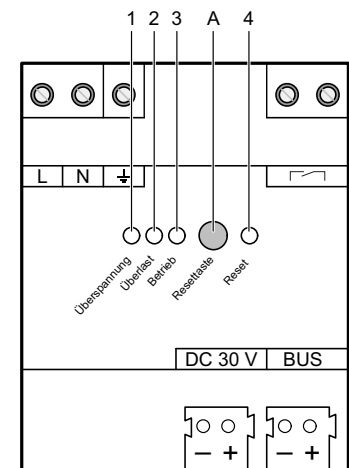 1 2 3 A 4
L N
Überspannung
Überlast
Betrieb
Resettaste
Reset
DC 30 V BUS
– + – +